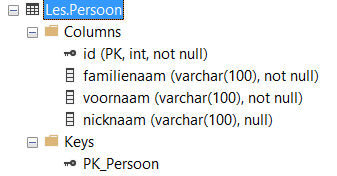 Les.Persoon
Columns
id (PK, int, not null)
familienaam (varchar(100), not null)
voornaam (varchar(100), not null)
nicknaam (varchar(100), null)
Keys
PK_Persoon